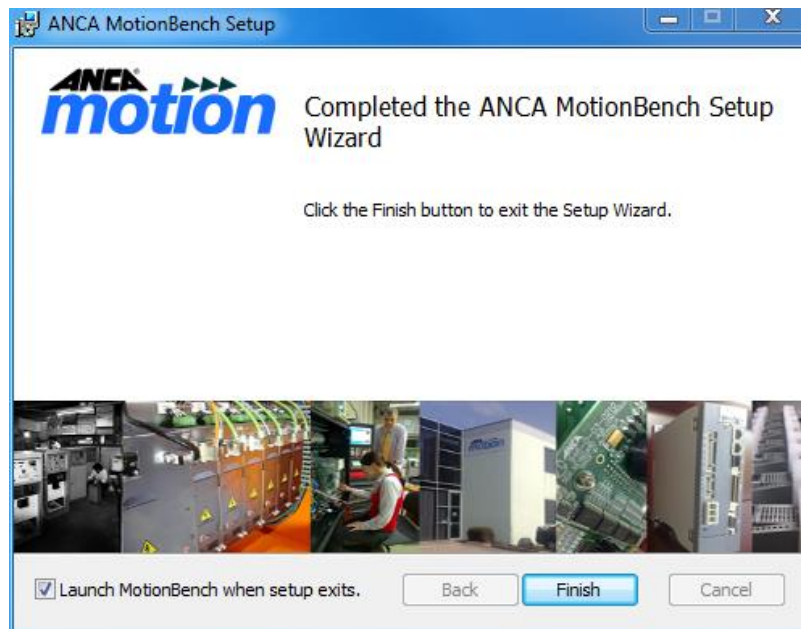 ANCA MotionBench Setup
ANCA
motion
Completed the ANCA MotionBench Setup
Wizard
Click the Finish button to exit the Setup Wizard.
motion
Launch MotionBench when setup exits.
Back
Finish
Cancel